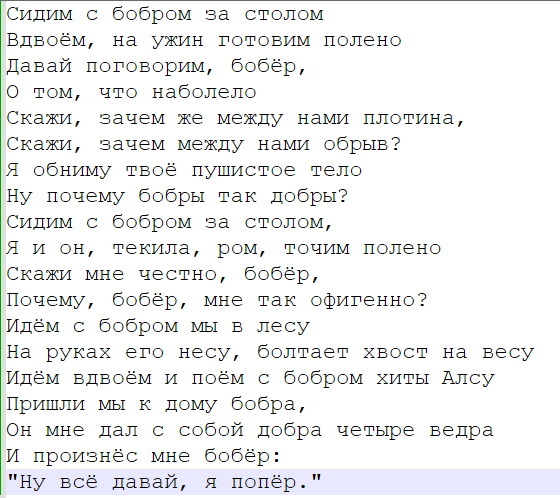 Сидим с бобром за столом
Вдвоём, на ужин готовим полено
Давай поговорим, бобёр,
О том, что наболело
Скажи, зачем же между нами плотина,
Скажи, зачем между нами обрыв?
Я обниму твоё пушистое тело
Ну почему бобры так добры?
Сидим с бобром за столом,
Я и он, текила, ром, точим полено
Скажи мне честно, бобёр,
Почему, бобёр, мне так офигенно?
Идём с бобром мы в лесу
На руках его несу, болтает хвост на весу
Идём вдвоём и поём с бобром хиты Алсу
Пришли мы к дому бобра,
Он мне дал с собой добра четыре ведра
И произнёс мне бобёр:
"Ну всё давай, я попёр."